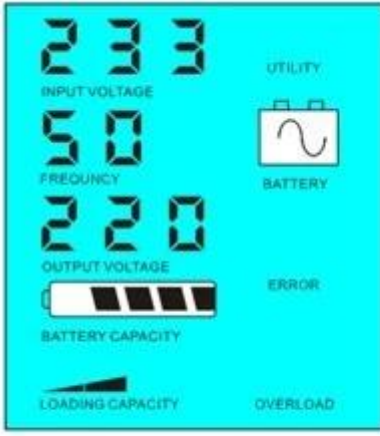 233
UTILITY
INPUT VOLTAGE
50
FREQUNCY
BATTERY
220
OUTPUT VOLTAGE
ERROR
BATTERY CAPACITY
LOADING CAPACITY
OVERLOAD